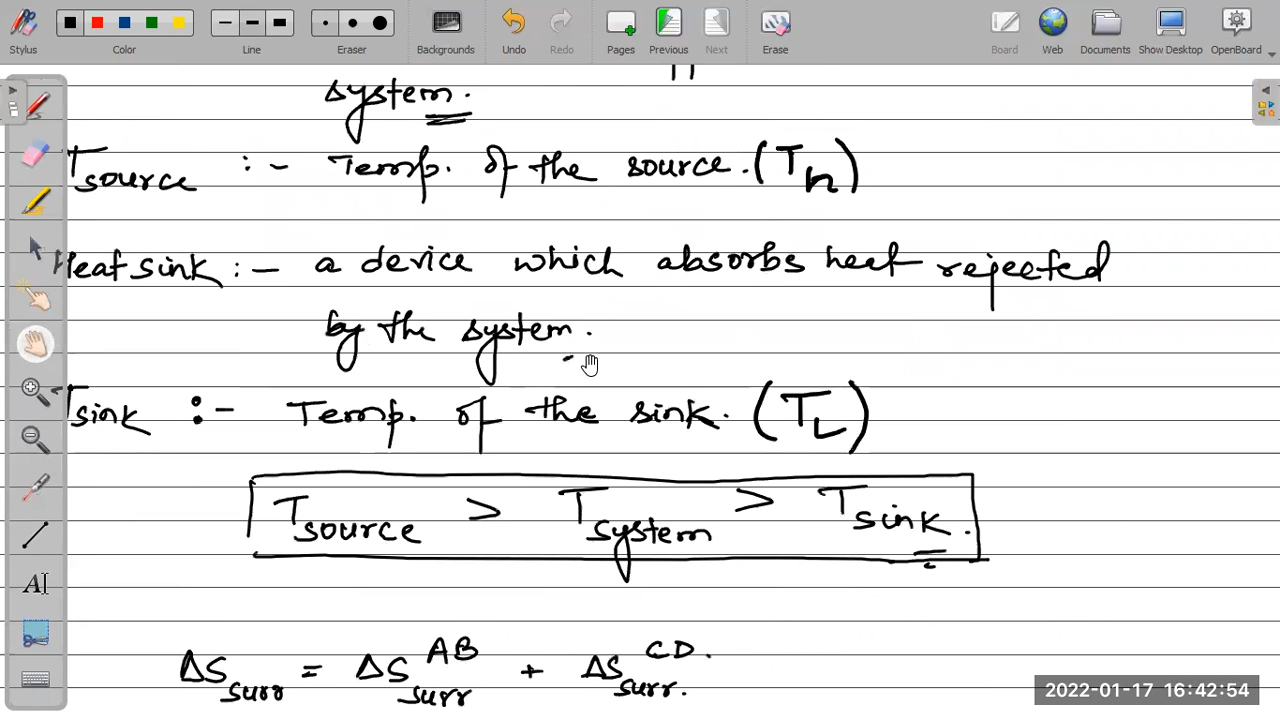 Stylus Color Line Eraser Backgrounds Undo Redo Pages Previous Next Erase Board Web Documents Show Desktop OpenBoard
system.
Tsource :- Temp. of the source. (Th)
Heat sink :- a device which absorbs heat rejected
by the system.
Tsink :- Temp. of the sink. (TL)
Tsource > Tsystem > Tsink.
ΔSsurr = ΔSsurr^AB + ΔSsurr.^CD.
2022-01-17 16:42:54